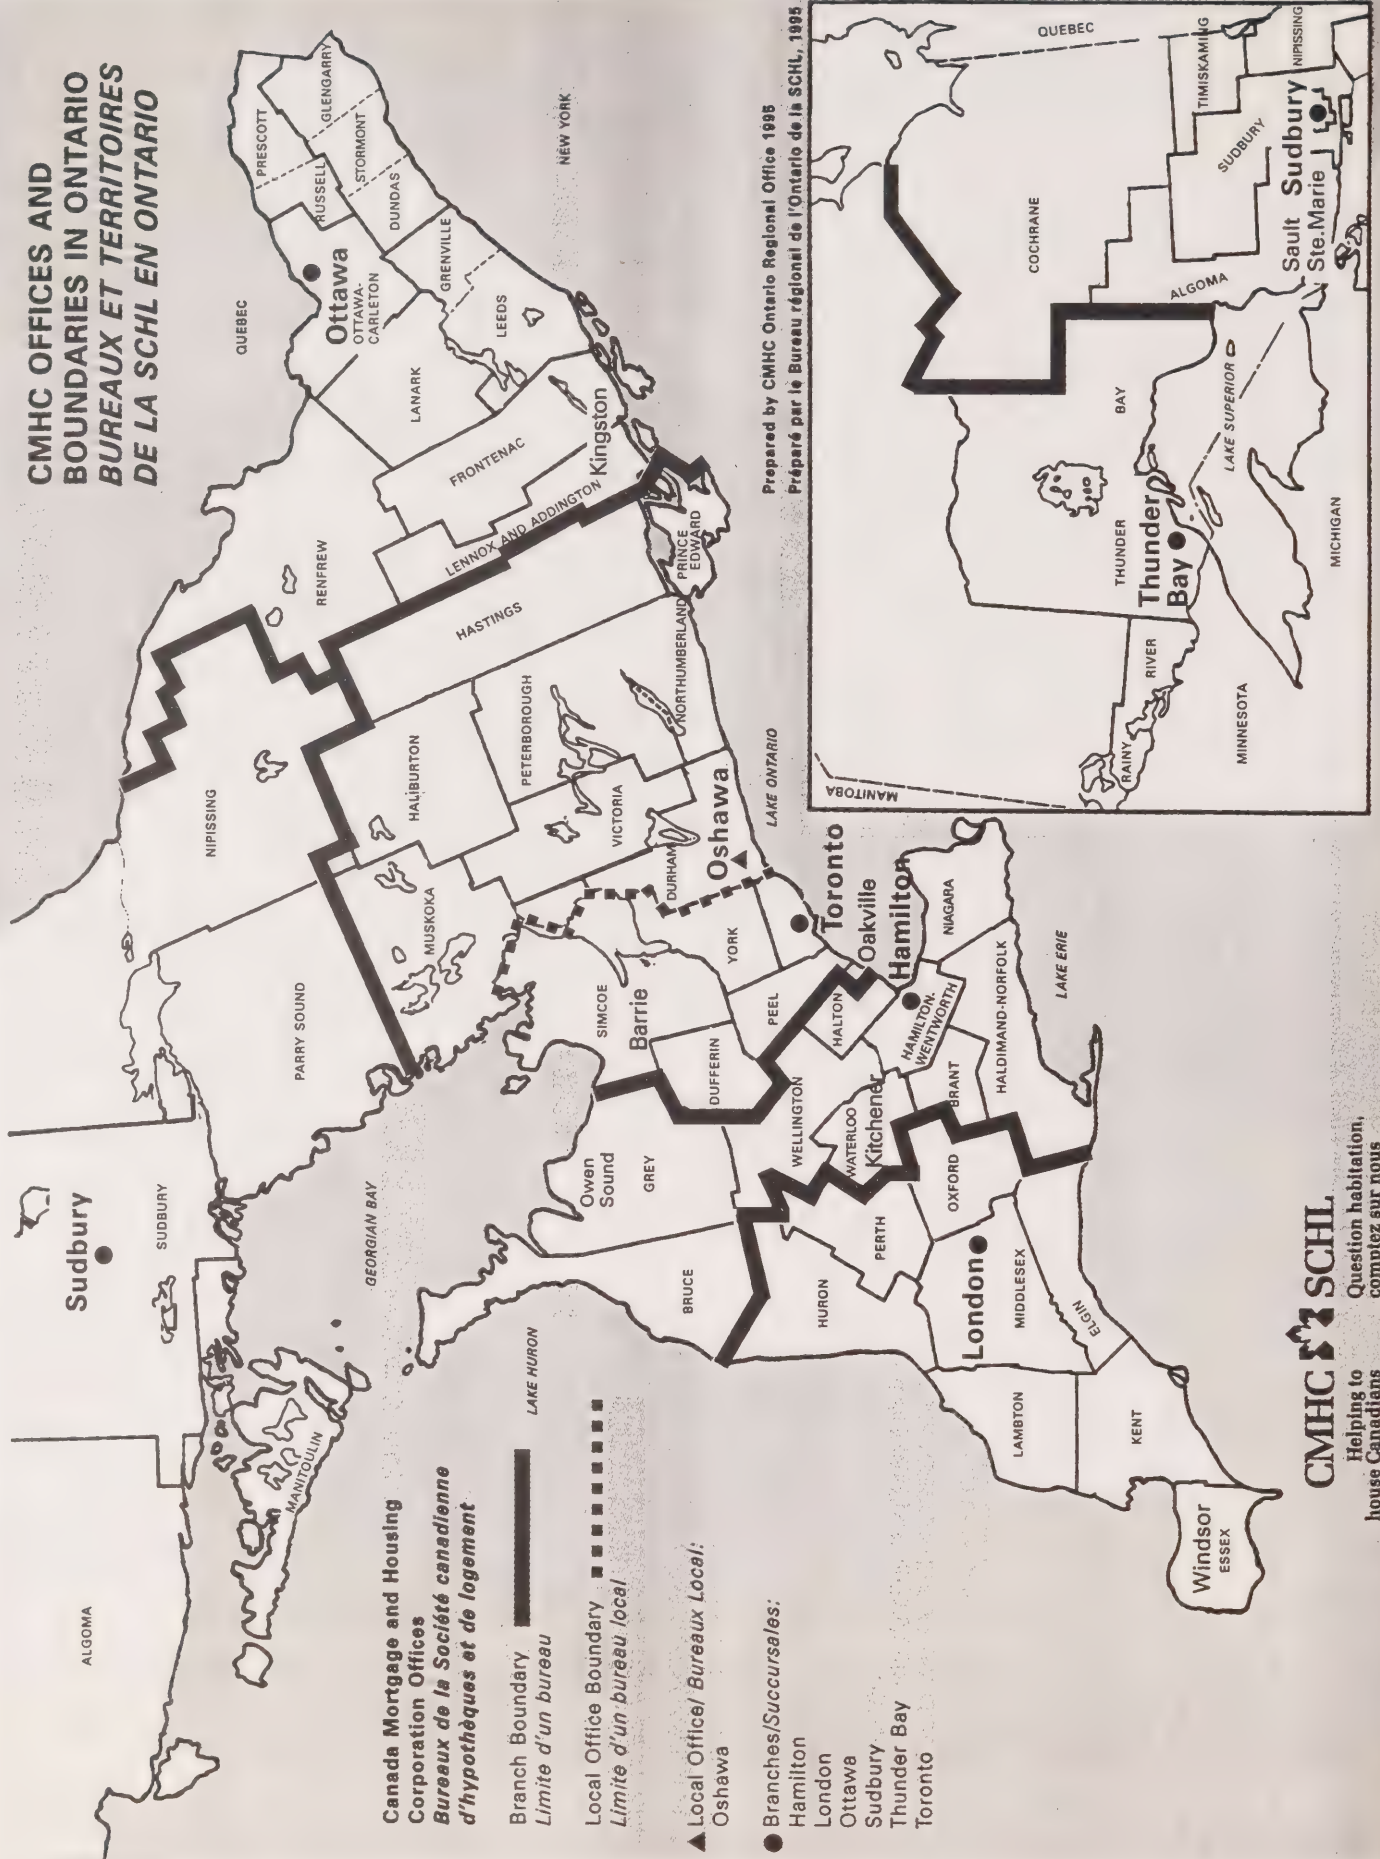 CMHC OFFICES AND
BOUNDARIES IN ONTARIO
BUREAUX ET TERRITOIRES
DE LA SCHL EN ONTARIO
PRESCOTT
GLENGARRY
RUSSELL
STORMONT
DUNDAS
Ottawa
OTTAWA-
CARLETON
GRENVILLE
LEEDS
QUEBEC
NEW YORK
LANARK
FRONTENAC
Kingston
LENNOX AND ADDINGTON
RENFREW
PRINCE
EDWARD
HASTINGS
NORTHUMBERLAND
PETERBOROUGH
HALIBURTON
VICTORIA
NIPISSING
DURHAM
Oshawa
LAKE ONTARIO
MUSKOKA
PARRY SOUND
YORK
Toronto
Oakville
Hamilton
SIMCOE
Barrie
PEEL
HALTON
HAMILTON-
WENTWORTH
NIAGARA
HALDIMAND-NORFOLK
LAKE ERIE
DUFFERIN
WELLINGTON
WATERLOO
Kitchener
BRANT
Owen
Sound
GREY
OXFORD
PERTH
BRUCE
HURON
London
MIDDLESEX
ELGIN
LAMBTON
KENT
Windsor
ESSEX
Sudbury
SUDBURY
GEORGIAN BAY
LAKE HURON
MANITOULIN
ALGOMA
Canada Mortgage and Housing
Corporation Offices
Bureaux de la Société canadienne
d'hypothèques et de logement
Branch Boundary
Limite d'un bureau
Local Office Boundary
Limite d'un bureau local
Local Office/ Bureaux Local:
Oshawa
Branches/Succursales:
Hamilton
London
Ottawa
Sudbury
Thunder Bay
Toronto
Prepared by CMHC Ontario Regional Office 1995
Préparé par le Bureau régional de l'Ontario de la SCHL, 1995
QUEBEC
TIMISKAMING
NIPISSING
COCHRANE
SUDBURY
Sudbury
Sault
Ste.Marie
ALGOMA
THUNDER BAY
LAKE SUPERIOR
Thunder
Bay
MICHIGAN
RAINY RIVER
MINNESOTA
MANITOBA
CMHC SCHL
Helping to
house Canadians
Question habitation,
comptez sur nous